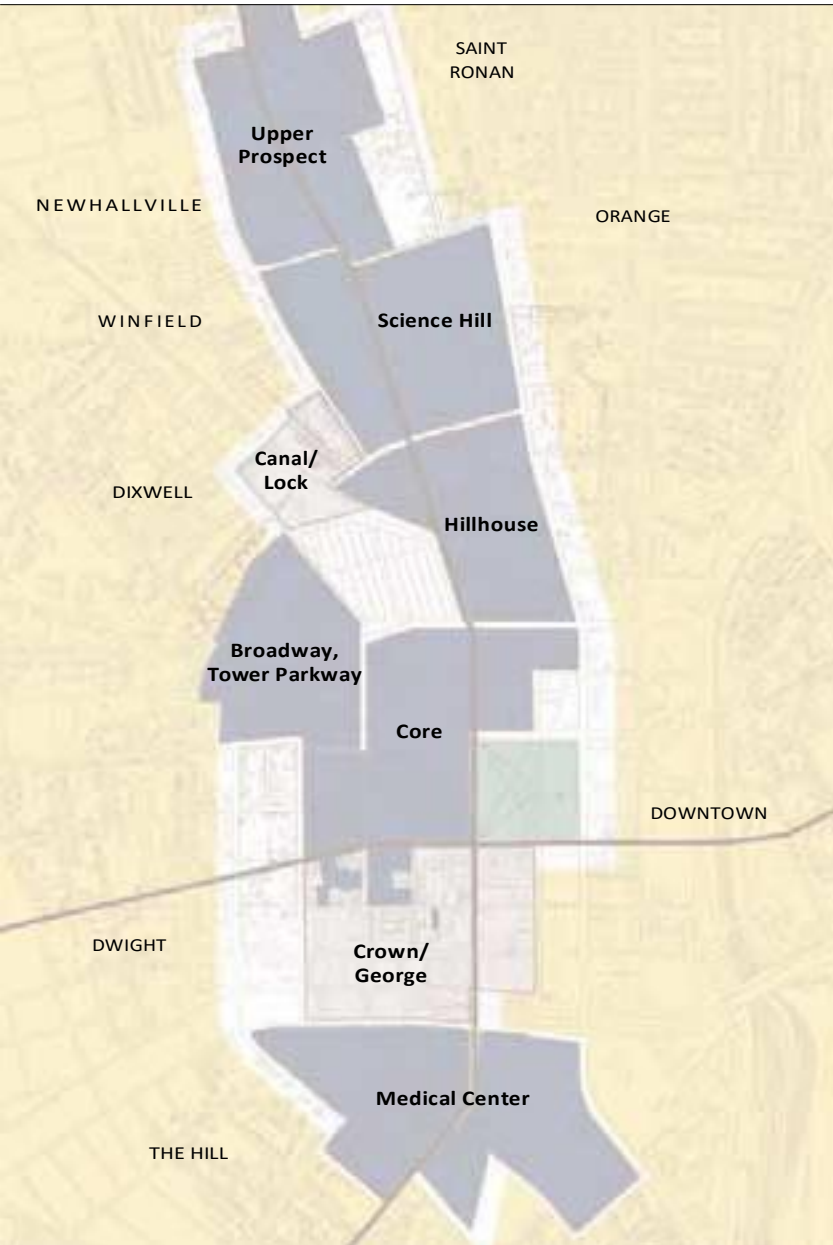 SAINT
RONAN
Upper
Prospect
NEWHALLVILLE
ORANGE
WINFIELD
Science Hill
Canal/
Lock
DIXWELL
Hillhouse
Broadway,
Tower Parkway
Core
DOWNTOWN
DWIGHT
Crown/
George
Medical Center
THE HILL